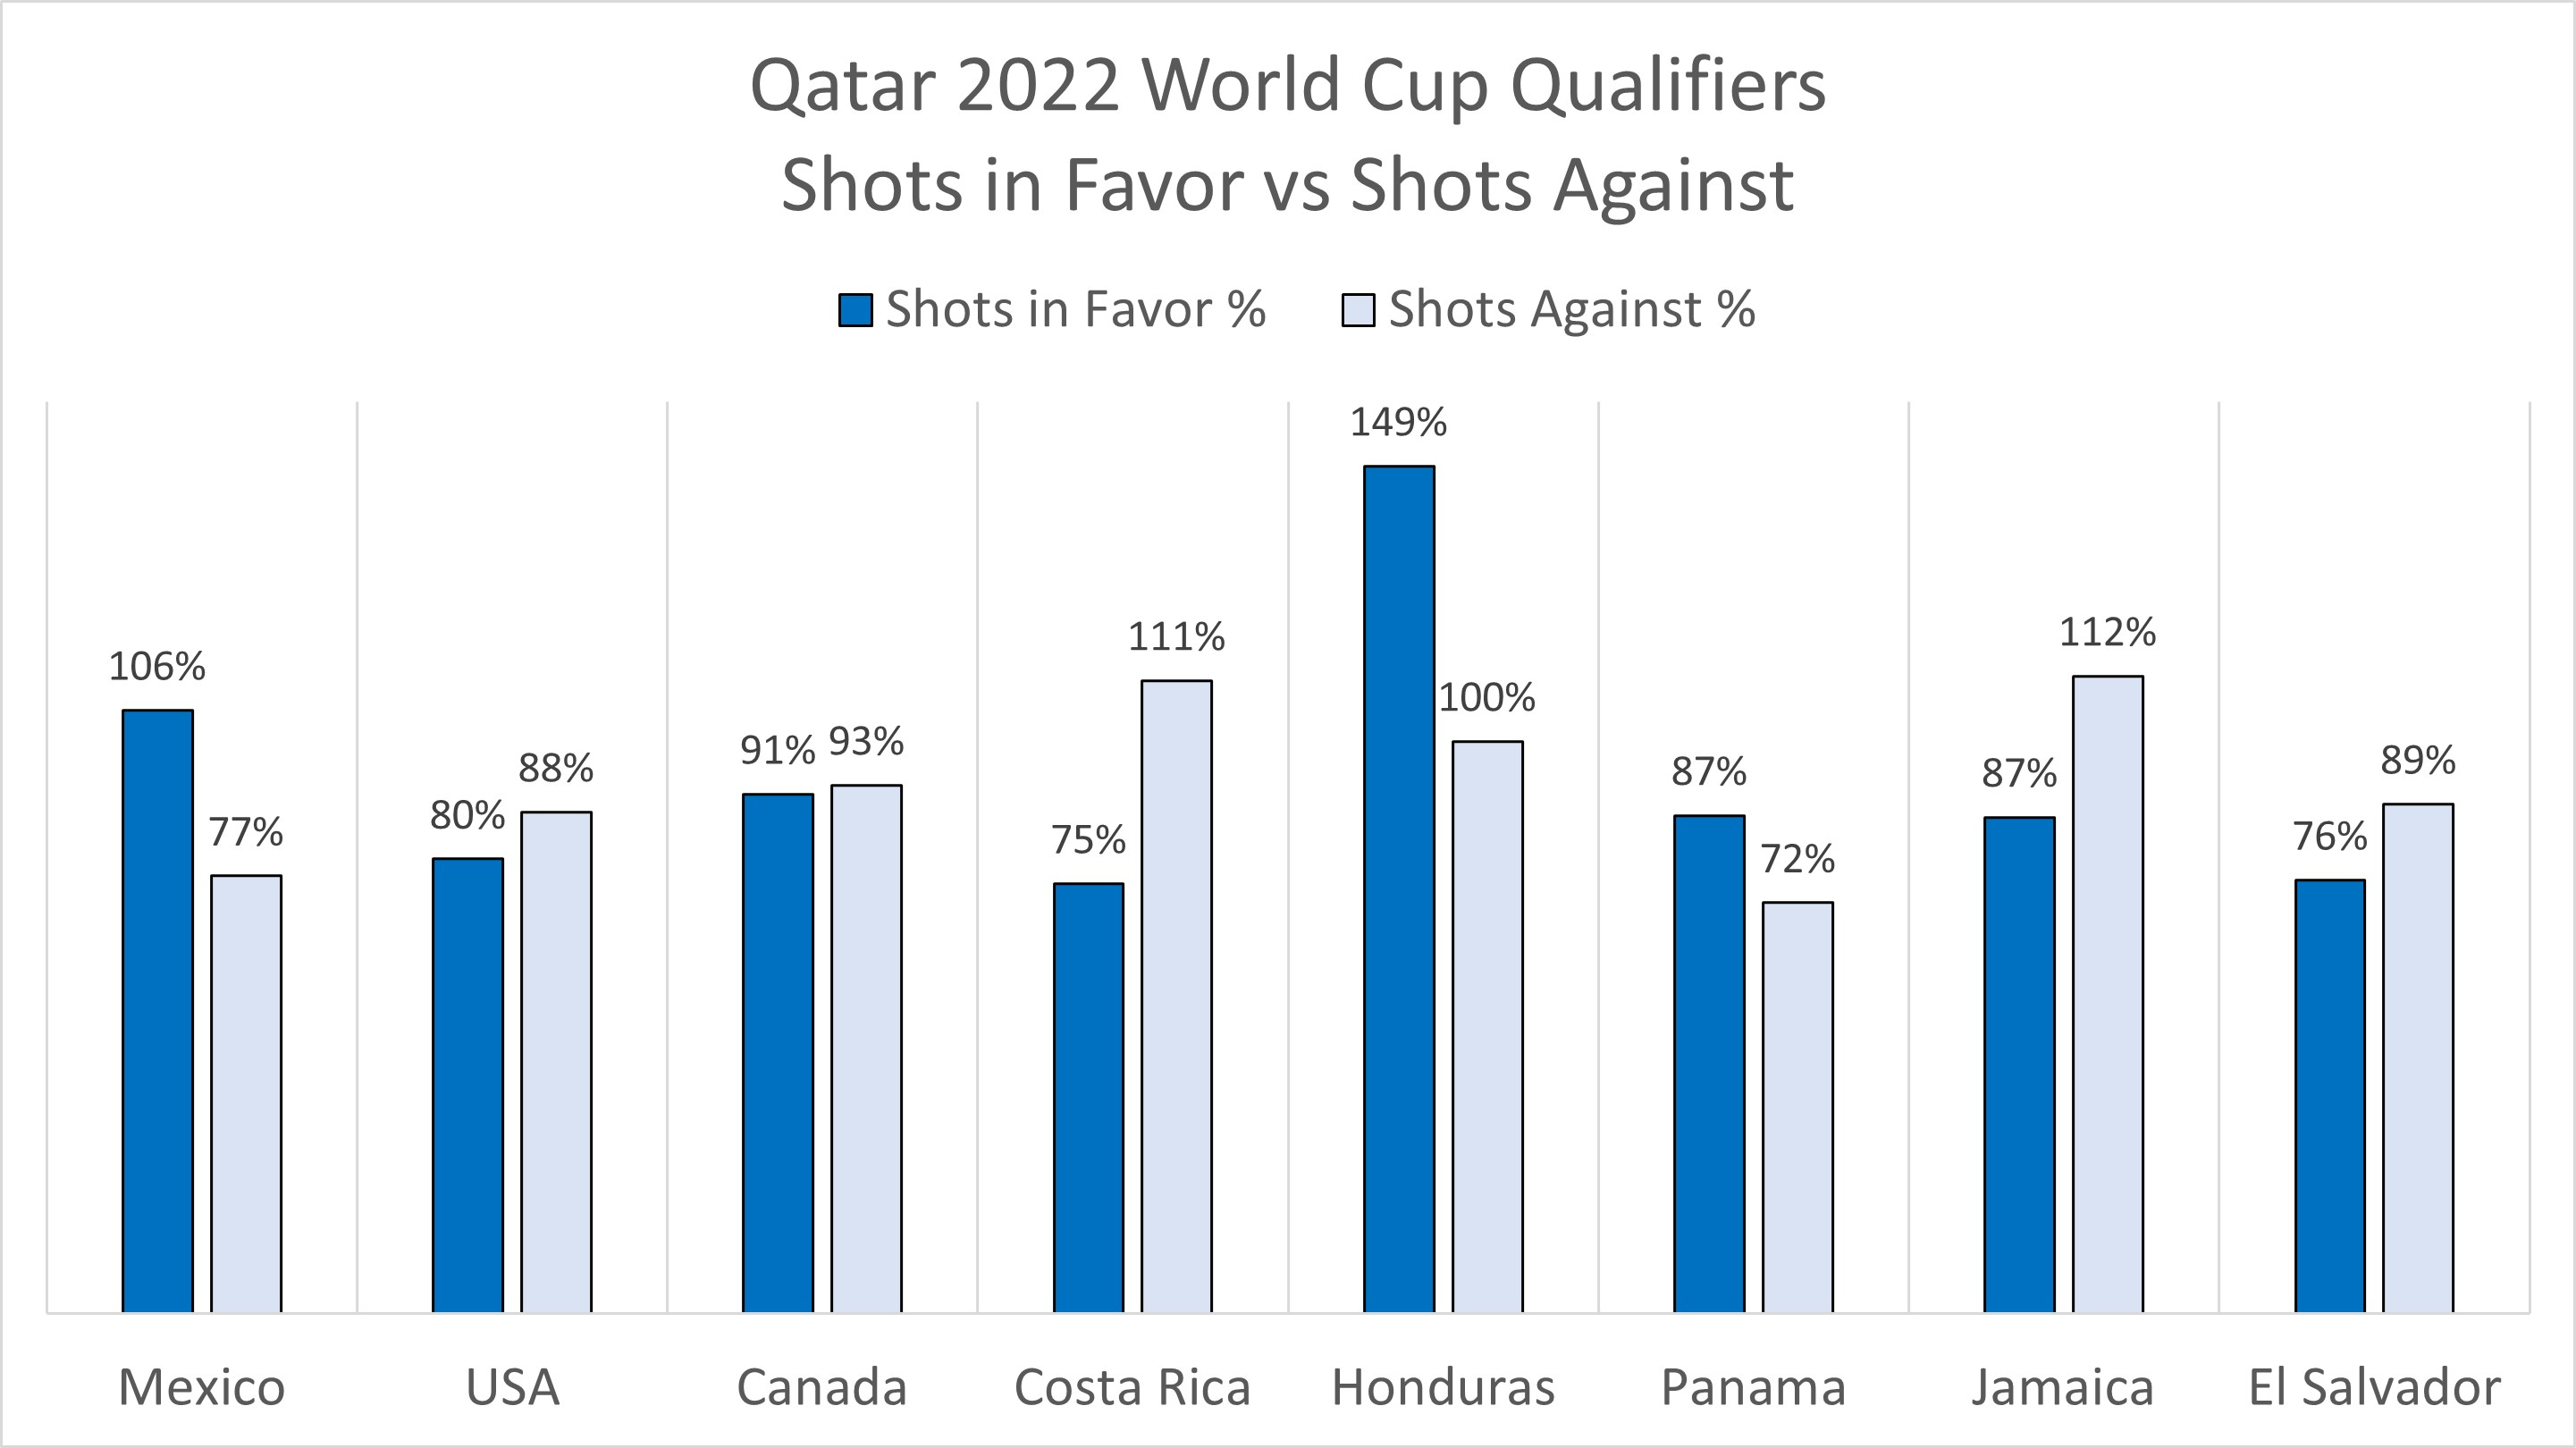 Qatar 2022 World Cup Qualifiers
Shots in Favor vs Shots Against
Shots in Favor % Shots Against %
106% 77% 80% 88% 91% 93% 75% 111% 149% 100% 87% 72% 87% 112% 76% 89%
Mexico USA Canada Costa Rica Honduras Panama Jamaica El Salvador